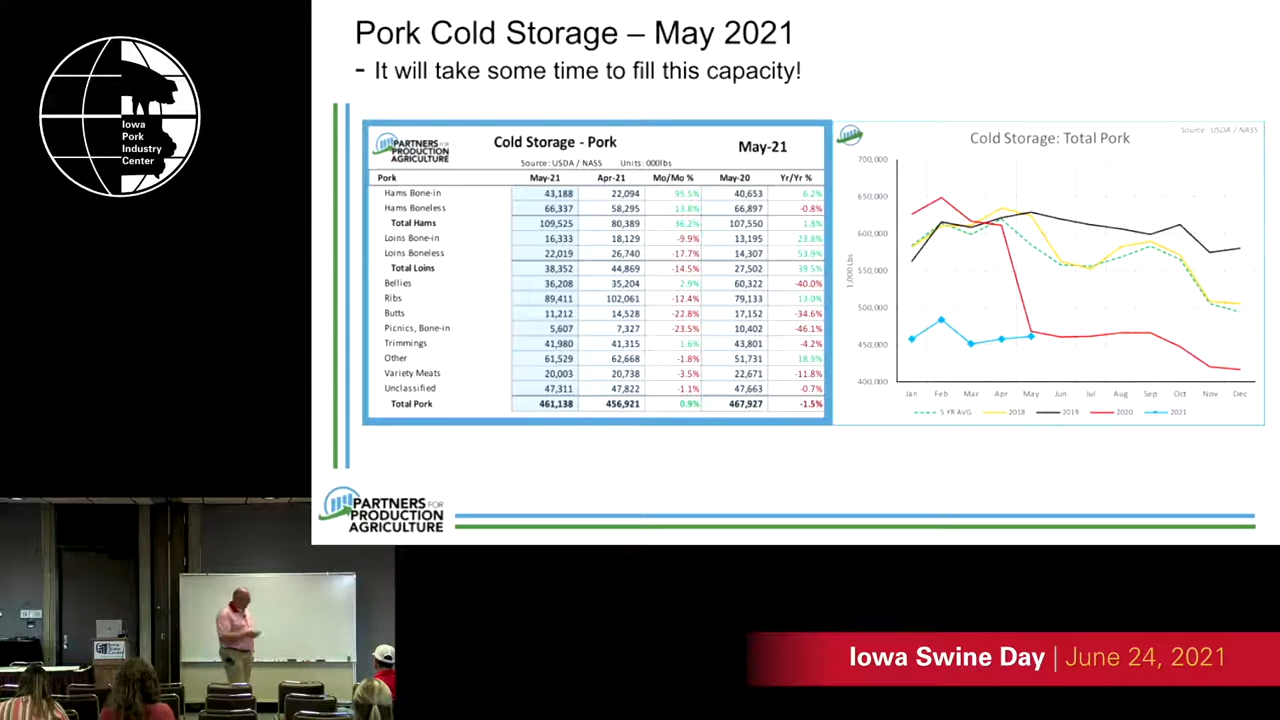 Pork Cold Storage – May 2021
- It will take some time to fill this capacity!
Iowa
Pork
Industry
Center
PARTNERS FOR
PRODUCTION
AGRICULTURE
Cold Storage - Pork
May-21
Source: USDA / NASS Units: 000lbs
Pork May-21 Apr-21 Mo/Mo % May-20 Yr/Yr %
Hams Bone-in 43,188 22,094 95.5% 40,653 6.2%
Hams Boneless 66,337 58,295 13.8% 66,897 -0.8%
Total Hams 109,525 80,389 36.2% 107,550 1.8%
Loins Bone-in 16,333 18,129 -9.9% 13,195 23.8%
Loins Boneless 22,019 26,740 -17.7% 14,307 53.9%
Total Loins 38,352 44,869 -14.5% 27,502 39.5%
Bellies 36,208 35,204 2.9% 60,322 -40.0%
Ribs 89,411 102,061 -12.4% 79,133 13.0%
Butts 11,212 14,528 -22.8% 17,152 -34.6%
Picnics, Bone-in 5,607 7,327 -23.5% 10,402 -46.1%
Trimmings 41,980 41,315 1.6% 43,801 -4.2%
Other 61,529 62,668 -1.8% 51,731 18.9%
Variety Meats 20,003 20,738 -3.5% 22,671 -11.8%
Unclassified 47,311 47,822 -1.1% 47,663 -0.7%
Total Pork 461,138 456,921 0.9% 467,927 -1.5%
Cold Storage: Total Pork
Source: USDA / NASS
700,000
650,000
600,000
550,000
500,000
450,000
400,000
1,000 Lbs
Jan Feb Mar Apr May Jun Jul Aug Sep Oct Nov Dec
5 YR AVG 2018 2019 2020 2021
PARTNERS FOR
PRODUCTION
AGRICULTURE
Iowa State Center
Iowa Swine Day | June 24, 2021